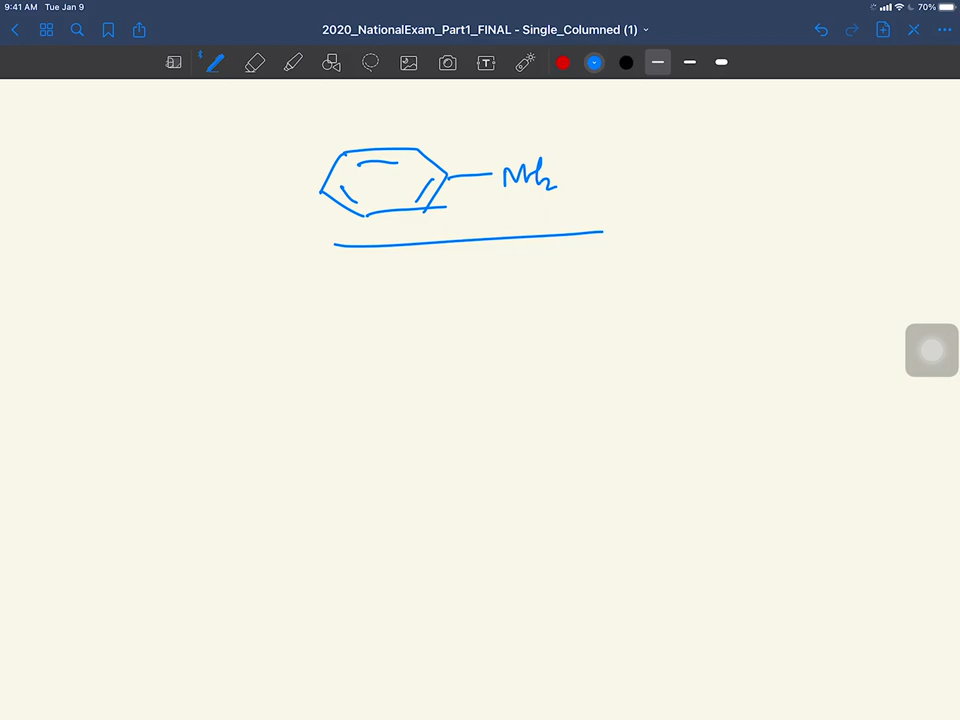 9:41 AM Tue Jan 9
70%
2020_NationalExam_Part1_FINAL - Single_Columned (1)
T
NH2